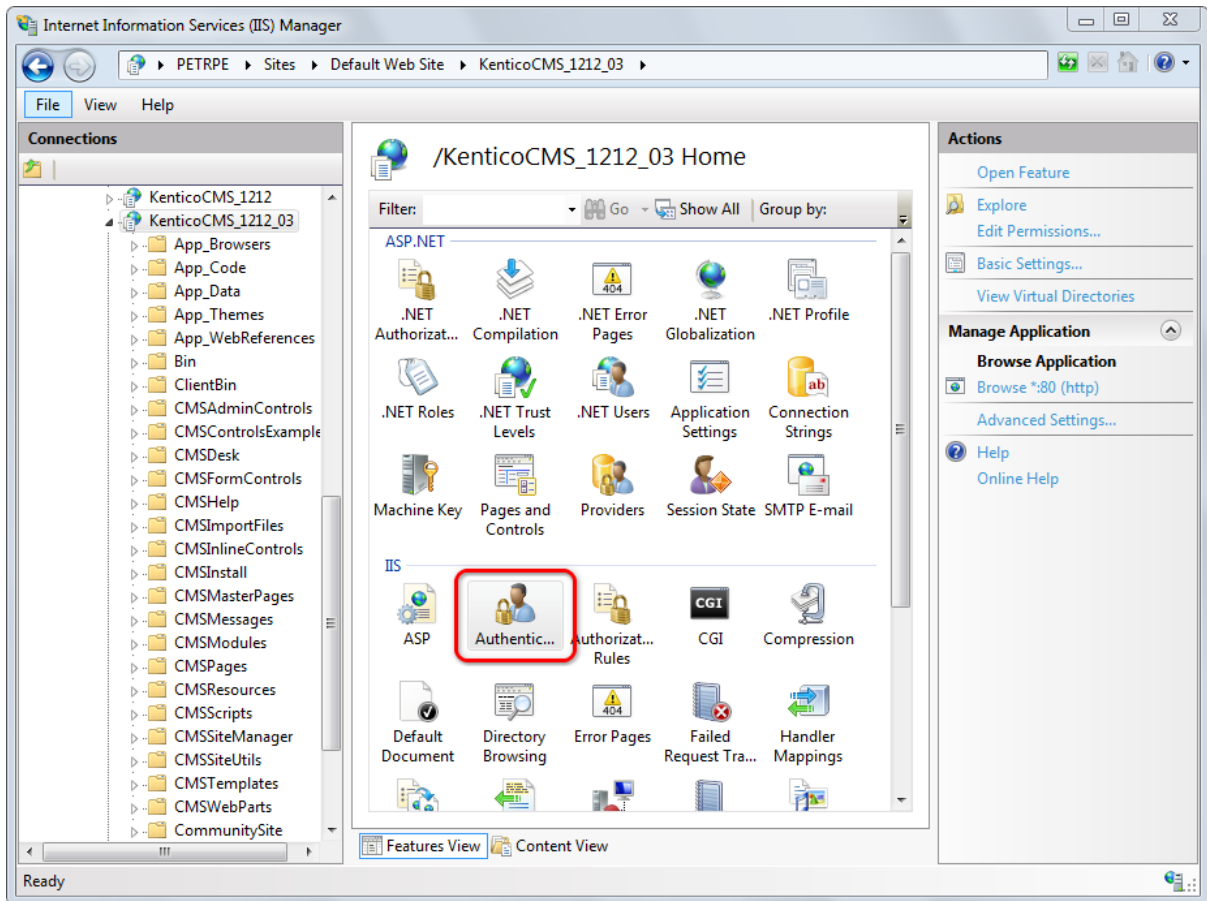 Internet Information Services (IIS) Manager
PETRPE Sites Default Web Site KenticoCMS_1212_03
File View Help
Connections
KenticoCMS_1212
KenticoCMS_1212_03
App_Browsers
App_Code
App_Data
App_Themes
App_WebReferences
Bin
ClientBin
CMSAdminControls
CMSControlsExample
CMSDesk
CMSFormControls
CMSHelp
CMSImportFiles
CMSInlineControls
CMSInstall
CMSMasterPages
CMSMessages
CMSModules
CMSPages
CMSResources
CMSScripts
CMSSiteManager
CMSSiteUtils
CMSTemplates
CMSWebParts
CommunitySite
/KenticoCMS_1212_03 Home
Filter: Go Show All Group by:
ASP.NET
404
.NET .NET .NET Error .NET .NET Profile
Authorizat... Compilation Pages Globalization
ab
.NET Roles .NET Trust .NET Users Application Connection
Levels Settings Strings
Machine Key Pages and Providers Session State SMTP E-mail
Controls
IIS
CGI
ASP Authentic... Authorizat... CGI Compression
Rules
404
Default Directory Error Pages Failed Handler
Document Browsing Request Tra... Mappings
Features View Content View
Actions
Open Feature
Explore
Edit Permissions...
Basic Settings...
View Virtual Directories
Manage Application
Browse Application
Browse *:80 (http)
Advanced Settings...
Help
Online Help
Ready